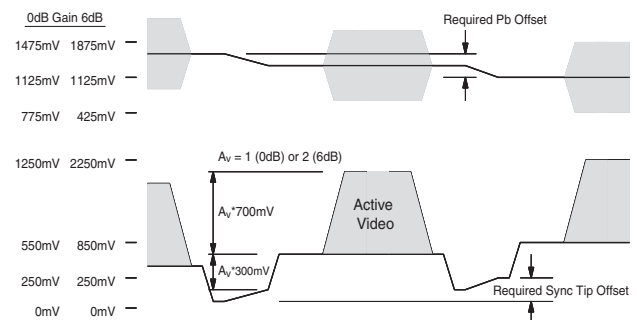 0dB Gain 6dB
Required Pb Offset
1475mV 1875mV
1125mV 1125mV
775mV 425mV
1250mV 2250mV
Av = 1 (0dB) or 2 (6dB)
Av*700mV
Active
Video
550mV 850mV
Av*300mV
250mV 250mV
Required Sync Tip Offset
0mV 0mV